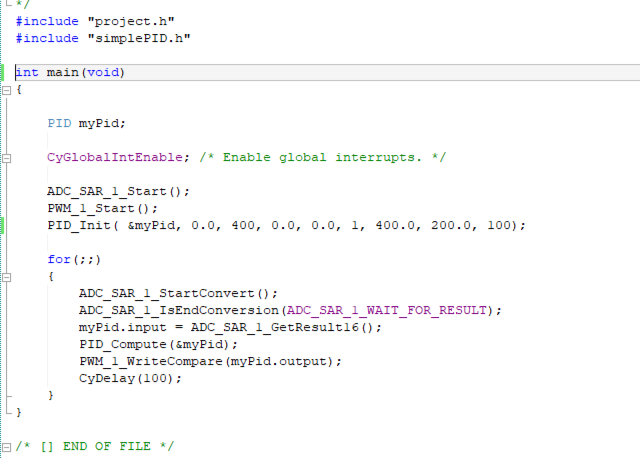 */
#include "project.h"
#include "simplePID.h"
int main(void)
{
PID myPid;
CyGlobalIntEnable; /* Enable global interrupts. */
ADC_SAR_1_Start();
PWM_1_Start();
PID_Init( &myPid, 0.0, 400, 0.0, 0.0, 1, 400.0, 200.0, 100);
for(;;)
{
ADC_SAR_1_StartConvert();
ADC_SAR_1_IsEndConversion(ADC_SAR_1_WAIT_FOR_RESULT);
myPid.input = ADC_SAR_1_GetResult16();
PID_Compute(&myPid);
PWM_1_WriteCompare(myPid.output);
CyDelay(100);
}
}
/* [] END OF FILE */